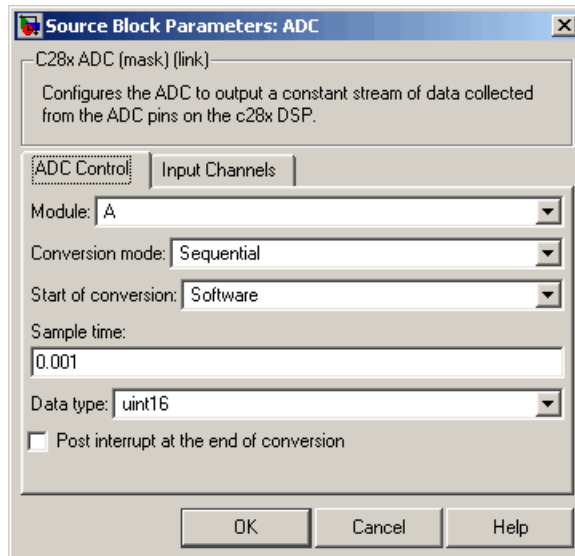 Source Block Parameters: ADC
C28x ADC (mask) (link)
Configures the ADC to output a constant stream of data collected
from the ADC pins on the c28x DSP.
ADC Control Input Channels
Module: A
Conversion mode: Sequential
Start of conversion: Software
Sample time:
0.001
Data type: uint16
Post interrupt at the end of conversion
OK Cancel Help